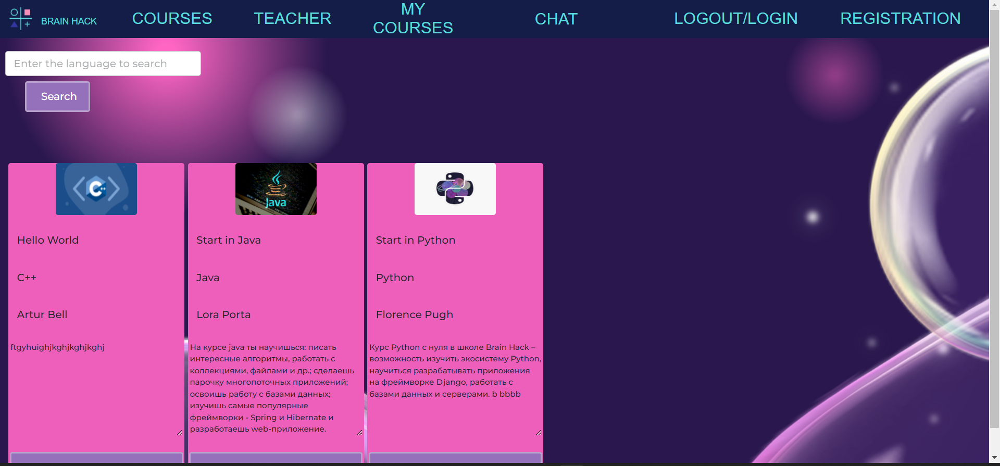 BRAIN HACK
COURSES
TEACHER
MY
COURSES
CHAT
LOGOUT/LOGIN
REGISTRATION
Enter the language to search
Search
C++
Hello World
C++
Artur Bell
ftgyhuighjkghjkghjkghj
Java
Start in Java
Java
Lora Porta
На курсе java ты научишься: писать
интересные алгоритмы, работать с
коллекциями, файлами и др.; сделаешь
парочку многопоточных приложений;
освоишь работу с базами данных;
изучишь самые популярные
фреймворки - Spring и Hibernate и
разработаешь web-приложение.
Start in Python
Python
Florence Pugh
Курс Python с нуля в школе Brain Hack –
возможность изучить экосистему Python,
научиться разрабатывать приложения
на фреймворке Django, работать с
базами данных и серверами. b bbbb